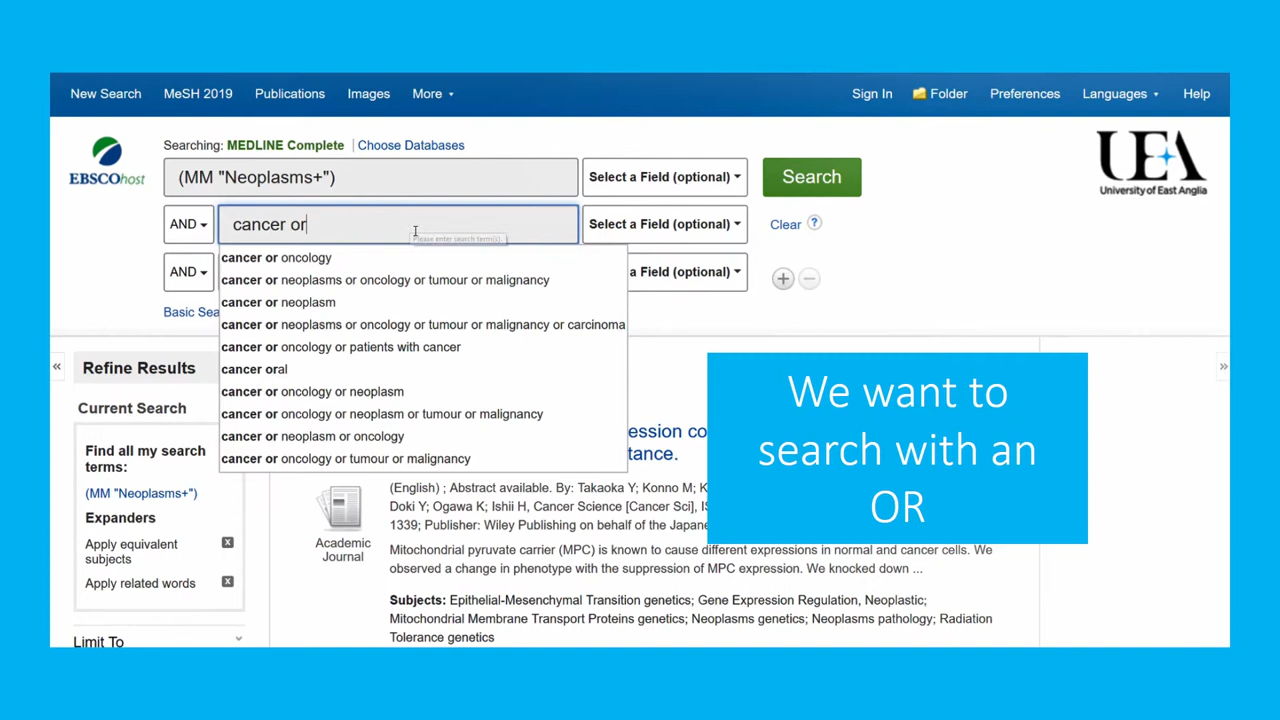 New Search MeSH 2019 Publications Images More Sign In Folder Preferences Languages Help
EBSCOhost
Searching: MEDLINE Complete Choose Databases
(MM "Neoplasms+") Select a Field (optional) Search
UEA
University of East Anglia
AND cancer or Select a Field (optional) Clear ?
Please enter search term(s).
AND a Field (optional)
cancer or oncology
cancer or neoplasms or oncology or tumour or malignancy
cancer or neoplasm
cancer or neoplasms or oncology or tumour or malignancy or carcinoma
cancer or oncology or patients with cancer
cancer oral
cancer or oncology or neoplasm
cancer or oncology or neoplasm or tumour or malignancy
cancer or neoplasm or oncology
cancer or oncology or tumour or malignancy
Basic Sea
« Refine Results
Current Search
Find all my search
terms:
(MM "Neoplasms+")
Expanders
Apply equivalent
subjects
Apply related words
Limit To
»
We want to
search with an
OR
ession co
tance.
Academic
Journal
(English) ; Abstract available. By: Takaoka Y; Konno M; K
Doki Y; Ogawa K; Ishii H, Cancer Science [Cancer Sci], IS
1339; Publisher: Wiley Publishing on behalf of the Japane
Mitochondrial pyruvate carrier (MPC) is known to cause different expressions in normal and cancer cells. We
observed a change in phenotype with the suppression of MPC expression. We knocked down ...
Subjects: Epithelial-Mesenchymal Transition genetics; Gene Expression Regulation, Neoplastic;
Mitochondrial Membrane Transport Proteins genetics; Neoplasms genetics; Neoplasms pathology; Radiation
Tolerance genetics